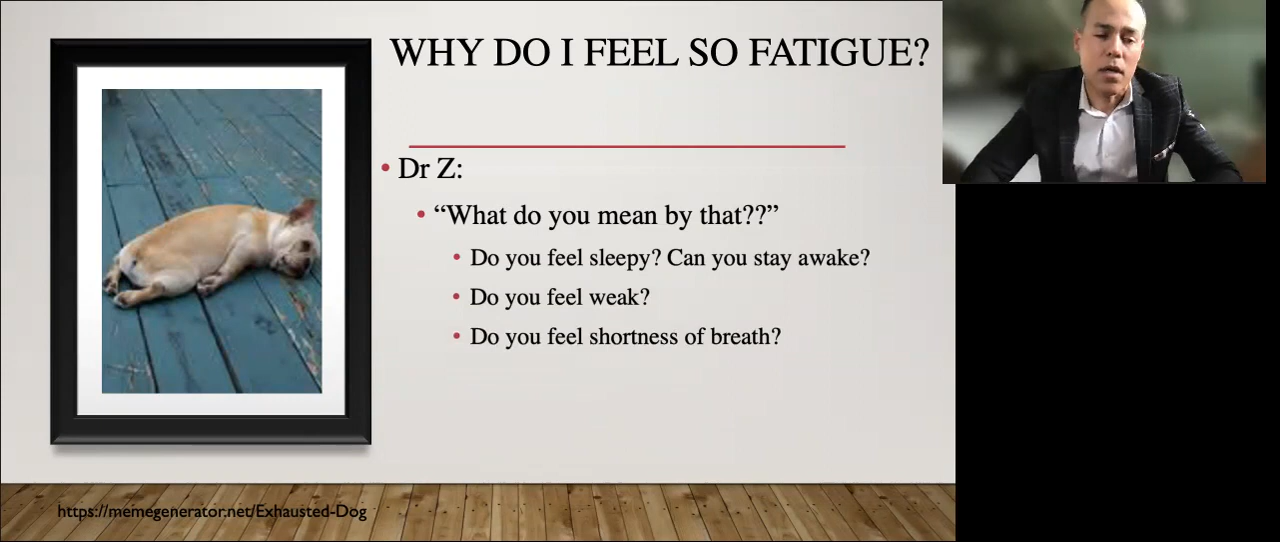 WHY DO I FEEL SO FATIGUE?
Dr Z:
“What do you mean by that??”
Do you feel sleepy? Can you stay awake?
Do you feel weak?
Do you feel shortness of breath?
https://memegenerator.net/Exhausted-Dog